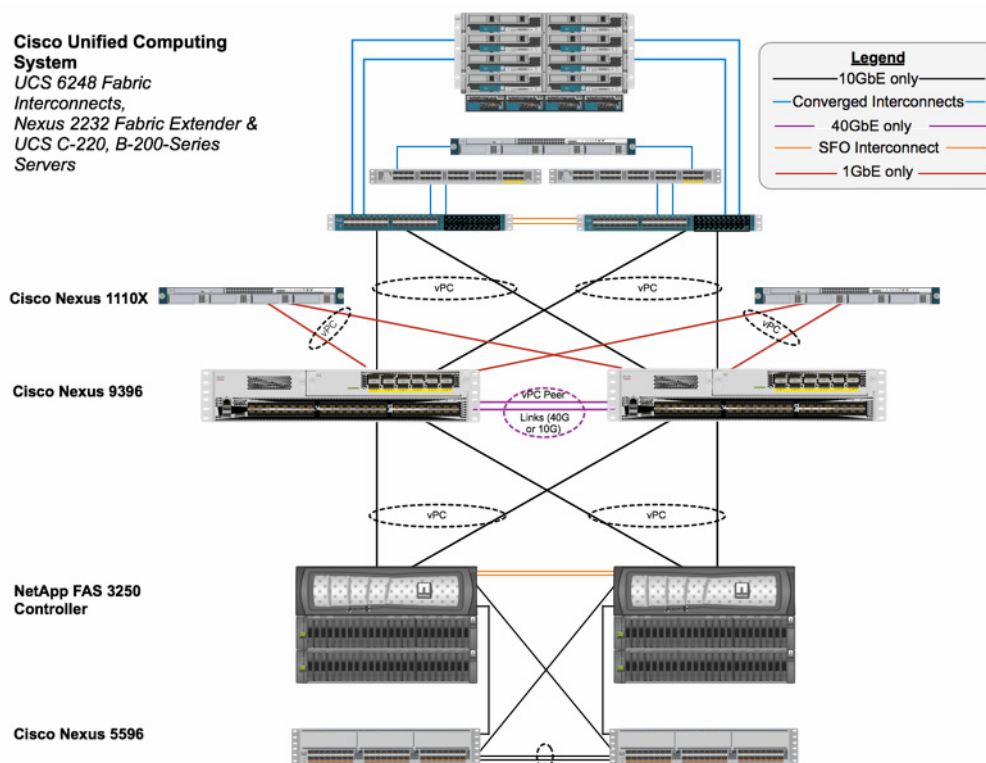 Cisco Unified Computing
System
UCS 6248 Fabric
Interconnects,
Nexus 2232 Fabric Extender &
UCS C-220, B-200-Series
Servers
Legend
10GbE only
Converged Interconnects
40GbE only
SFO Interconnect
1GbE only
vPC
vPC
Cisco Nexus 1110X
vPC
vPC
Cisco Nexus 9396
vPC Peer
Links (40G
or 10G)
vPC
vPC
NetApp FAS 3250
Controller
Cisco Nexus 5596